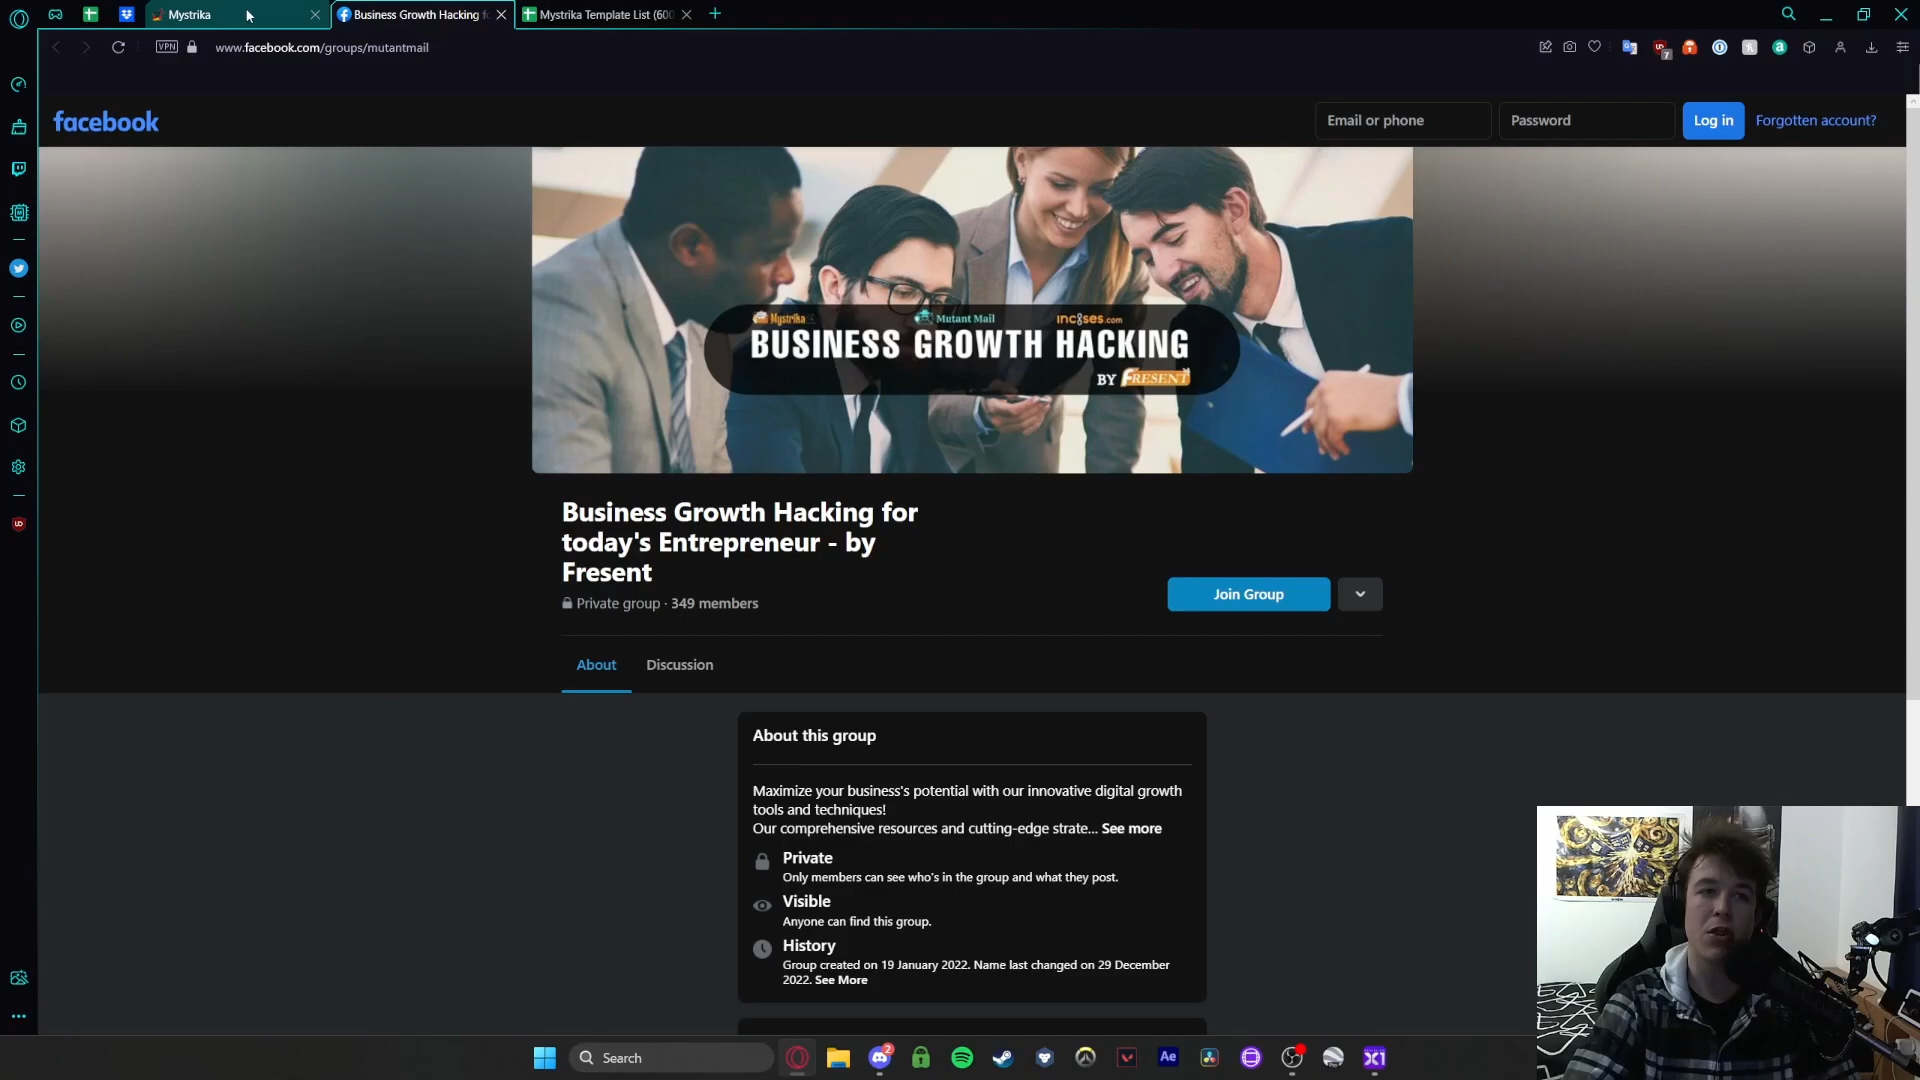 Mystrika
Business Growth Hacking f
Mystrika Template List (600
VPN
www.facebook.com/groups/mutantmail
7
facebook
Email or phone
Password
Log in
Forgotten account?
Mystrika
Mutant Mail
BUSINESS GROWTH HACKING
BY FRESENT
Business Growth Hacking for
today's Entrepreneur - by
Fresent
Private group · 349 members
Join Group
About
Discussion
About this group
Maximize your business's potential with our innovative digital growth
tools and techniques!
Our comprehensive resources and cutting-edge strate... See more
Private
Only members can see who's in the group and what they post.
Visible
Anyone can find this group.
History
Group created on 19 January 2022. Name last changed on 29 December
2022. See More
Search
2
Ae
X1